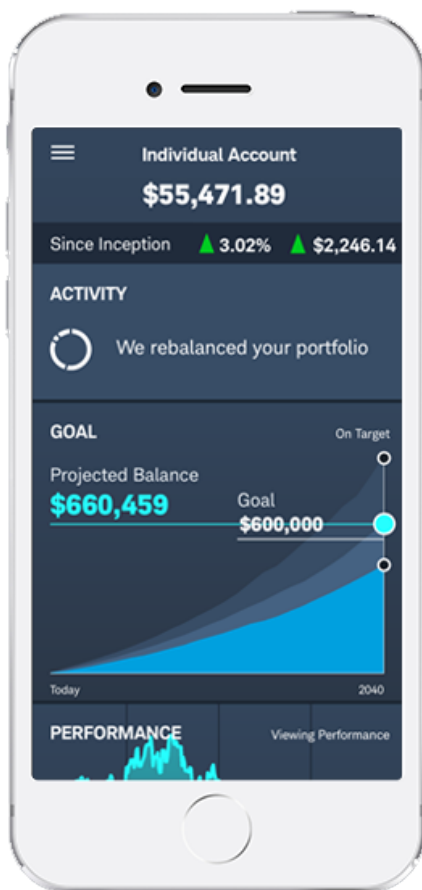 Individual Account
$55,471.89
Since Inception 3.02% $2,246.14
ACTIVITY
We rebalanced your portfolio
GOAL On Target
Projected Balance
$660,459
Goal
$600,000
Today 2040
PERFORMANCE Viewing Performance